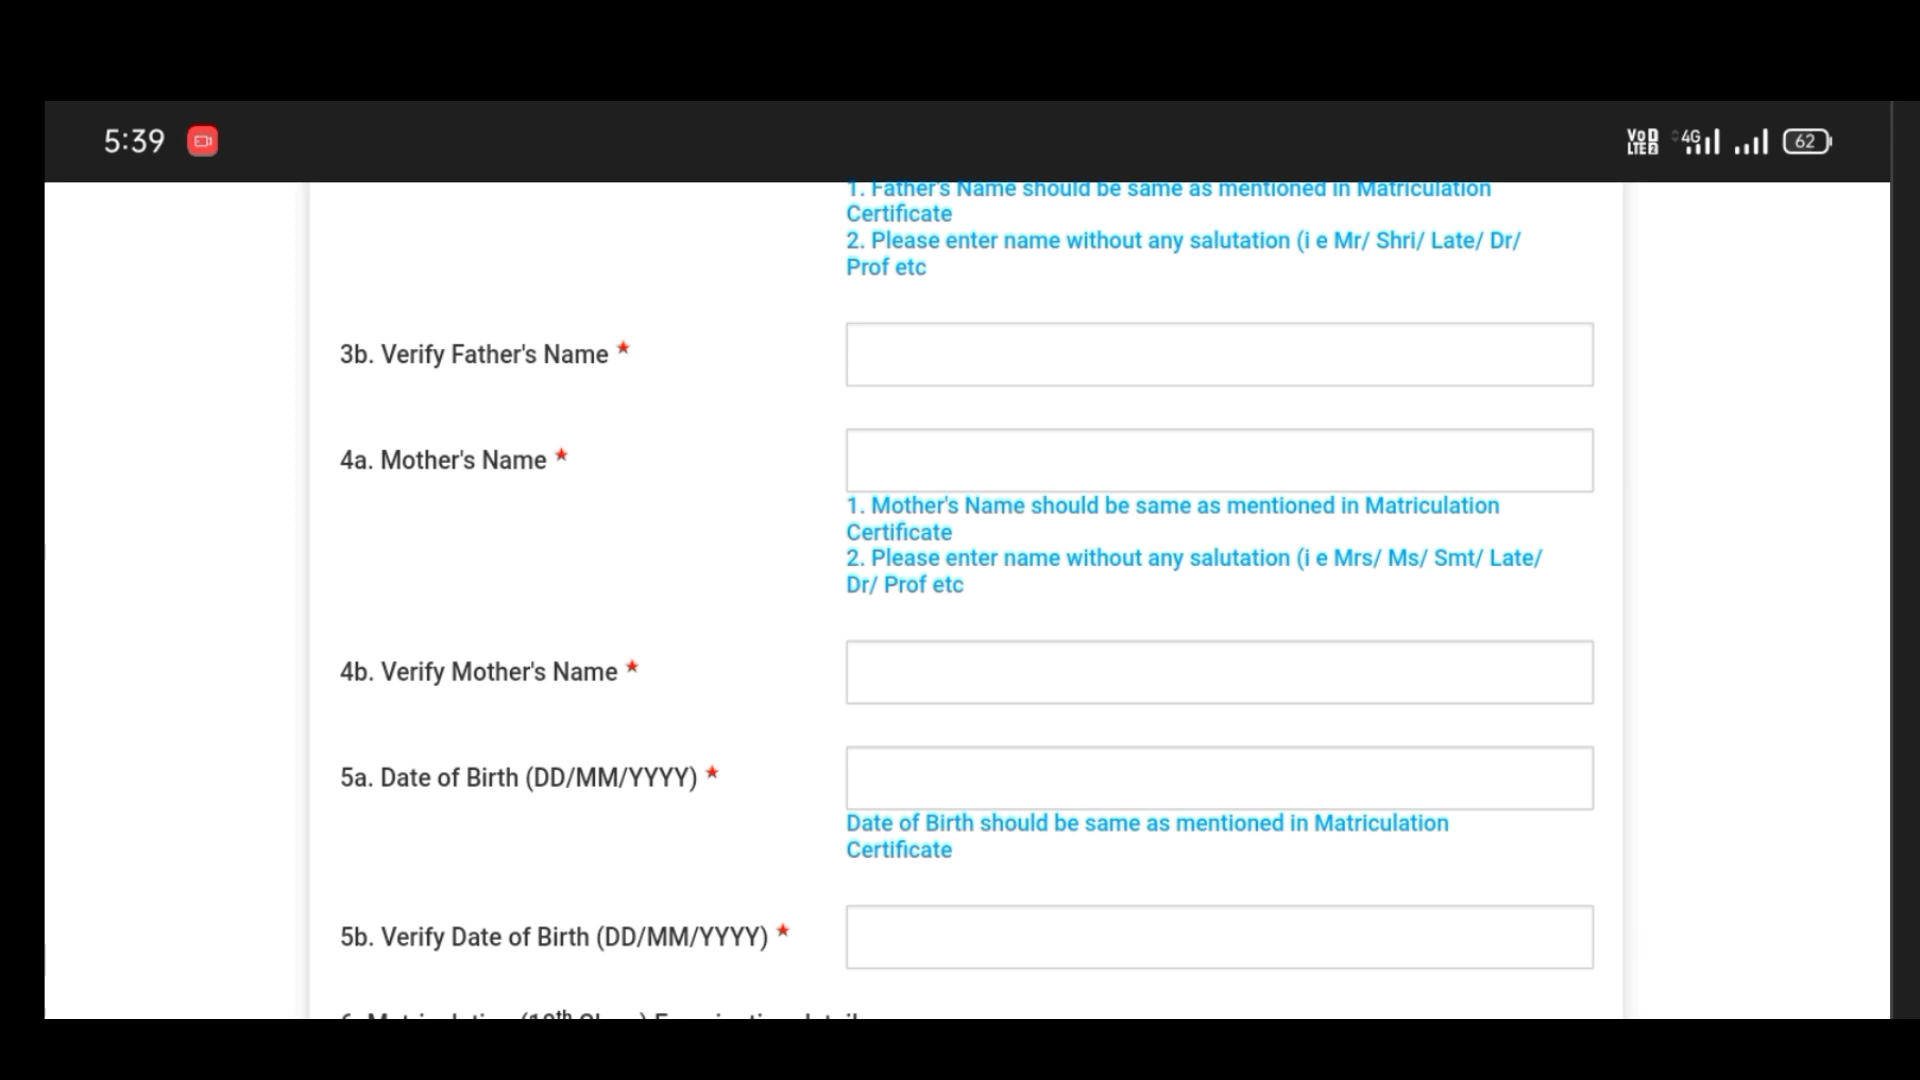 5:39
Vo LTE 4G 62
1. Father's Name should be same as mentioned in Matriculation
Certificate
2. Please enter name without any salutation (i e Mr/ Shri/ Late/ Dr/
Prof etc
3b. Verify Father's Name *
4a. Mother's Name *
1. Mother's Name should be same as mentioned in Matriculation
Certificate
2. Please enter name without any salutation (i e Mrs/ Ms/ Smt/ Late/
Dr/ Prof etc
4b. Verify Mother's Name *
5a. Date of Birth (DD/MM/YYYY) *
Date of Birth should be same as mentioned in Matriculation
Certificate
5b. Verify Date of Birth (DD/MM/YYYY) *